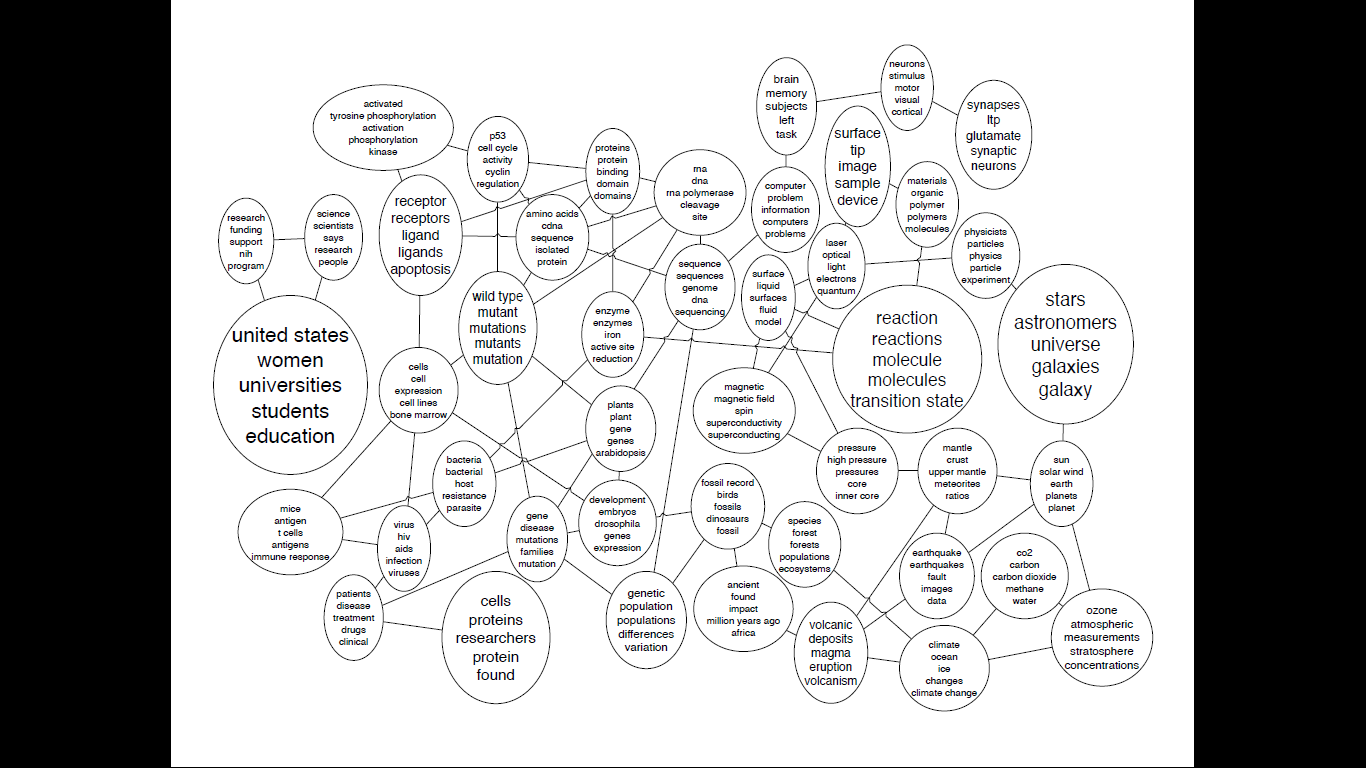 neurons
stimulus
motor
visual
cortical
brain
memory
subjects
left
task
synapses
ltp
glutamate
synaptic
neurons
activated
tyrosine phosphorylation
activation
phosphorylation
kinase
surface
tip
image
sample
device
p53
cell cycle
activity
cyclin
regulation
proteins
protein
binding
domain
domains
rna
dna
rna polymerase
cleavage
site
materials
organic
polymer
polymers
molecules
computer
problem
information
computers
problems
receptor
receptors
ligand
ligands
apoptosis
science
scientists
says
research
people
research
funding
support
nih
program
amino acids
cdna
sequence
isolated
protein
physicists
particles
physics
particle
experiment
laser
optical
light
electrons
quantum
sequence
sequences
genome
dna
sequencing
surface
liquid
surfaces
fluid
model
wild type
mutant
mutations
mutants
mutation
stars
astronomers
universe
galaxies
galaxy
enzyme
enzymes
iron
active site
reduction
reaction
reactions
molecule
molecules
transition state
united states
women
universities
students
education
cells
cell
expression
cell lines
bone marrow
magnetic
magnetic field
spin
superconductivity
superconducting
plants
plant
gene
genes
arabidopsis
bacteria
bacterial
host
resistance
parasite
pressure
high pressure
pressures
core
inner core
mantle
crust
upper mantle
meteorites
ratios
sun
solar wind
earth
planets
planet
fossil record
birds
fossils
dinosaurs
fossil
development
embryos
drosophila
genes
expression
mice
antigen
t cells
antigens
immune response
virus
hiv
aids
infection
viruses
gene
disease
mutations
families
mutation
species
forest
forests
populations
ecosystems
earthquake
earthquakes
fault
images
data
co2
carbon
carbon dioxide
methane
water
patients
disease
treatment
drugs
clinical
cells
proteins
researchers
protein
found
genetic
population
populations
differences
variation
ancient
found
impact
million years ago
africa
volcanic
deposits
magma
eruption
volcanism
climate
ocean
ice
changes
climate change
ozone
atmospheric
measurements
stratosphere
concentrations